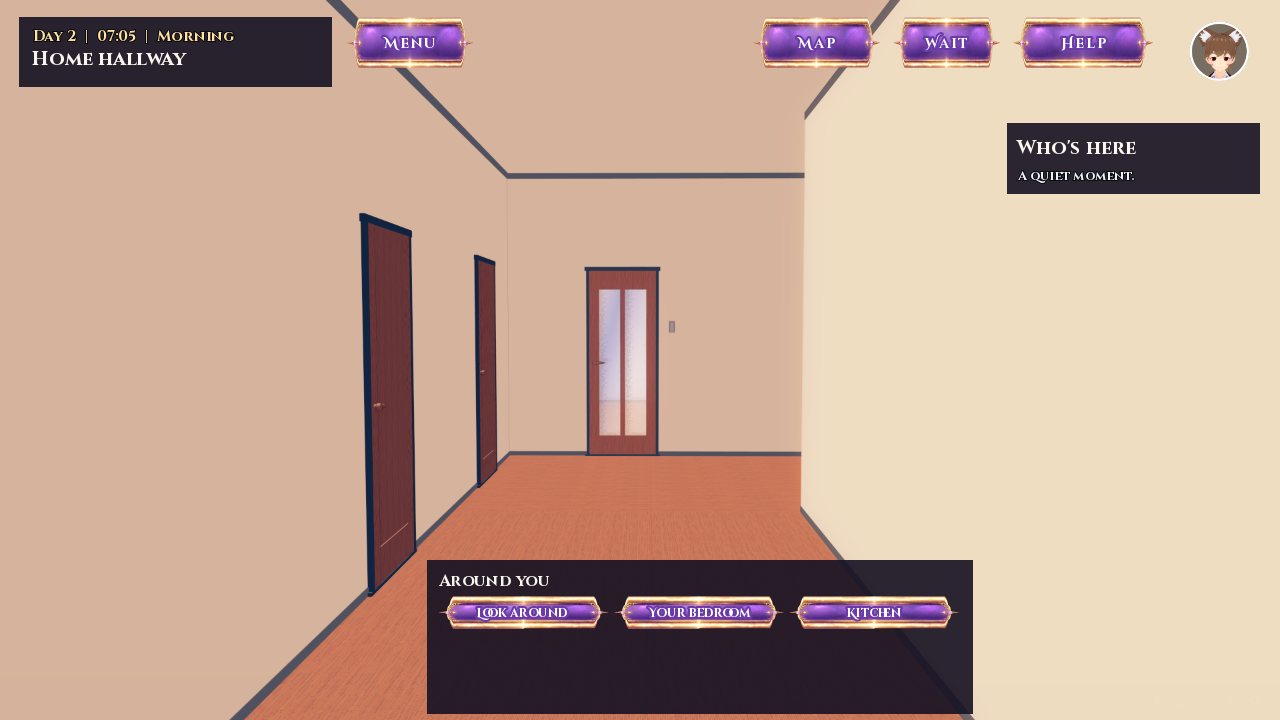 Day 2 | 07:05 | Morning
Home hallway
Menu
Map
Wait
Help
Who's here
A quiet moment.
Around you
Look around
Your bedroom
Kitchen